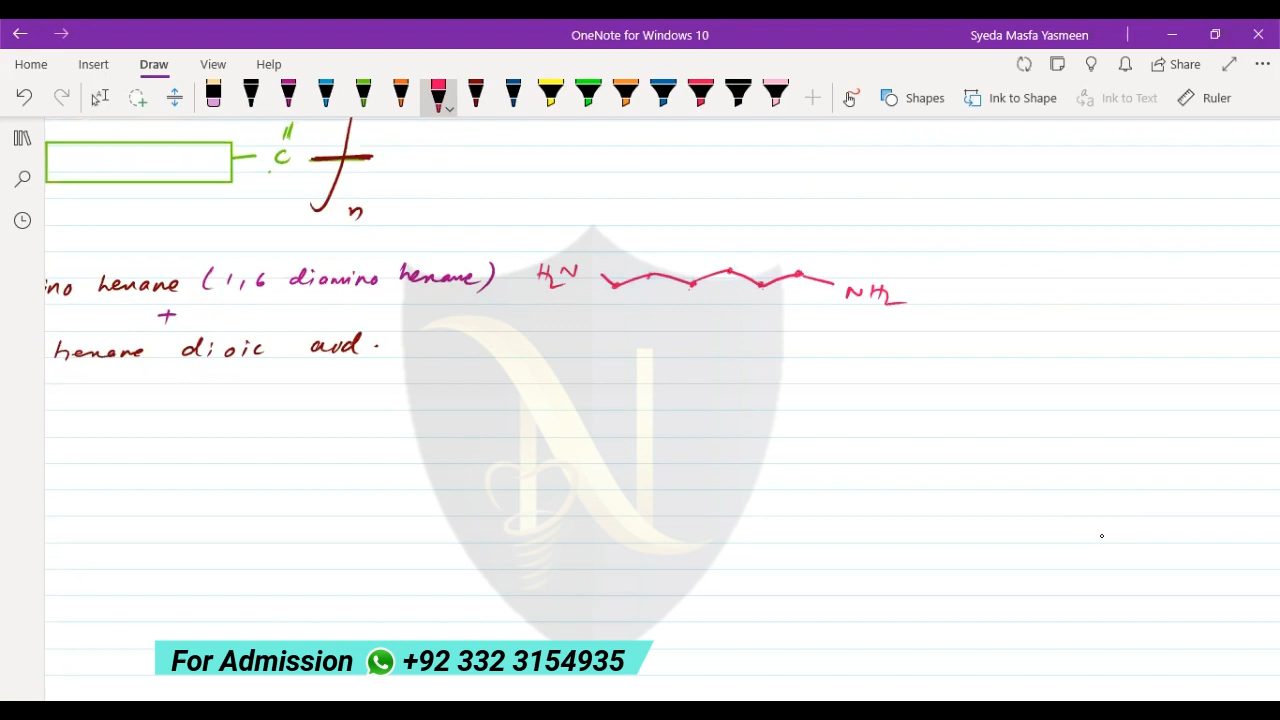 OneNote for Windows 10
Syeda Masfa Yasmeen
Home Insert Draw View Help
Share
Shapes Ink to Shape Ink to Text Ruler
C
n
no hexane (1,6 diamino hexane) H2N NH2
+
hexane dioic acid.
N
For Admission +92 332 3154935